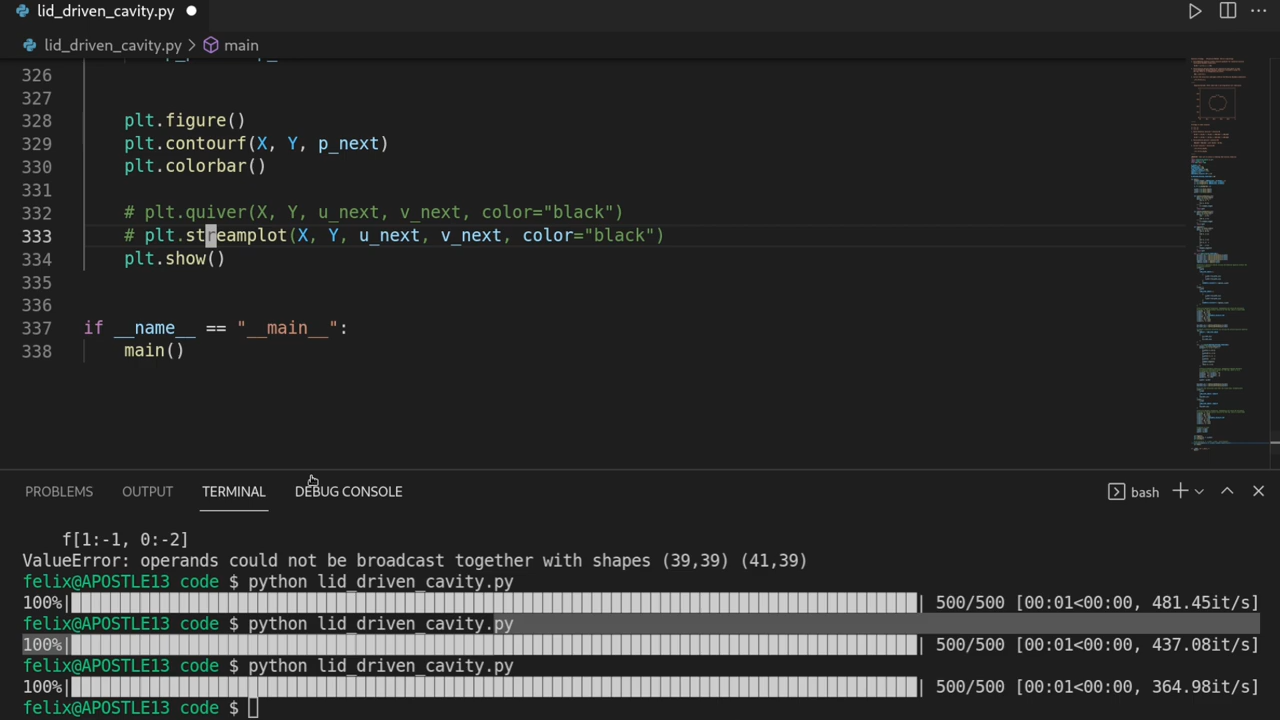 lid_driven_cavity.py
lid_driven_cavity.py > main
326
327
328 plt.figure()
329 plt.contourf(X, Y, p_next)
330 plt.colorbar()
331
332 # plt.quiver(X, Y, u_next, v_next, color="black")
333 # plt.streamplot(X, Y, u_next, v_next, color="black")
334 plt.show()
335
336
337 if __name__ == "__main__":
338 main()
PROBLEMS OUTPUT TERMINAL DEBUG CONSOLE bash
f[1:-1, 0:-2]
ValueError: operands could not be broadcast together with shapes (39,39) (41,39)
felix@APOSTLE13 code $ python lid_driven_cavity.py
100%| | 500/500 [00:01<00:00, 481.45it/s]
felix@APOSTLE13 code $ python lid_driven_cavity.py
100%| | 500/500 [00:01<00:00, 437.08it/s]
felix@APOSTLE13 code $ python lid_driven_cavity.py
100%| | 500/500 [00:01<00:00, 364.98it/s]
felix@APOSTLE13 code $